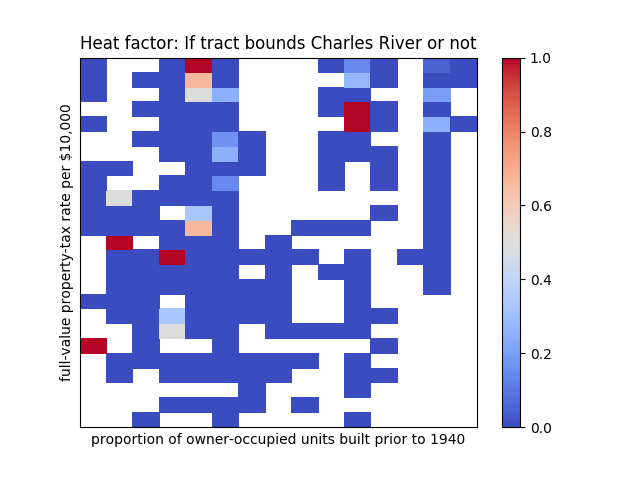 Heat factor: If tract bounds Charles River or not
full-value property-tax rate per $10,000
proportion of owner-occupied units built prior to 1940
1.0
0.8
0.6
0.4
0.2
0.0